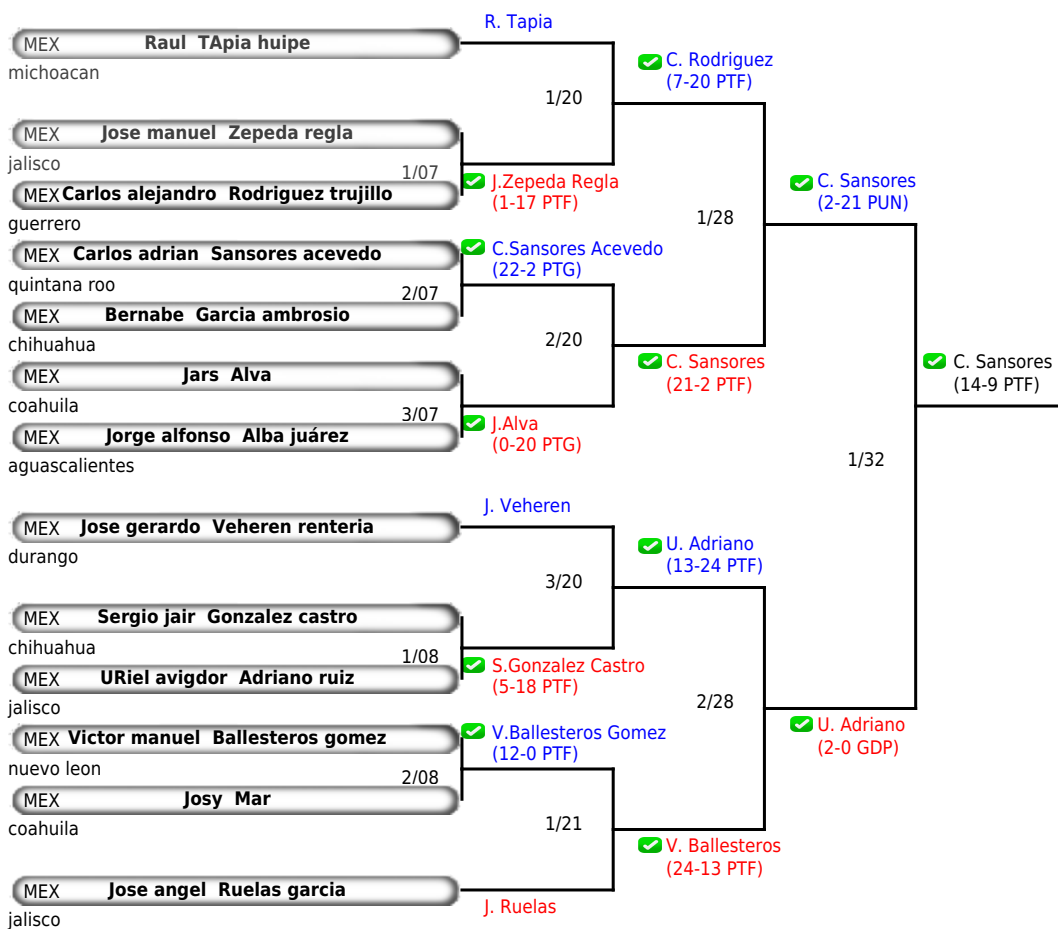 R. Tapia
MEX Raul TApia huipe
michoacan
C. Rodriguez
(7-20 PTF)
1/20
MEX Jose manuel Zepeda regla
jalisco
1/07
J.Zepeda Regla
(1-17 PTF)
MEX Carlos alejandro Rodriguez trujillo
guerrero
C. Sansores
(2-21 PUN)
1/28
MEX Carlos adrian Sansores acevedo
quintana roo
C.Sansores Acevedo
(22-2 PTG)
2/07
MEX Bernabe Garcia ambrosio
chihuahua
2/20
C. Sansores
(21-2 PTF)
MEX Jars Alva
coahuila
3/07
J.Alva
(0-20 PTG)
MEX Jorge alfonso Alba juárez
aguascalientes
C. Sansores
(14-9 PTF)
1/32
J. Veheren
MEX Jose gerardo Veheren renteria
durango
U. Adriano
(13-24 PTF)
3/20
MEX Sergio jair Gonzalez castro
chihuahua
1/08
S.Gonzalez Castro
(5-18 PTF)
MEX URiel avigdor Adriano ruiz
jalisco
2/28
U. Adriano
(2-0 GDP)
MEX Victor manuel Ballesteros gomez
nuevo leon
V.Ballesteros Gomez
(12-0 PTF)
2/08
MEX Josy Mar
coahuila
1/21
V. Ballesteros
(24-13 PTF)
MEX Jose angel Ruelas garcia
jalisco
J. Ruelas